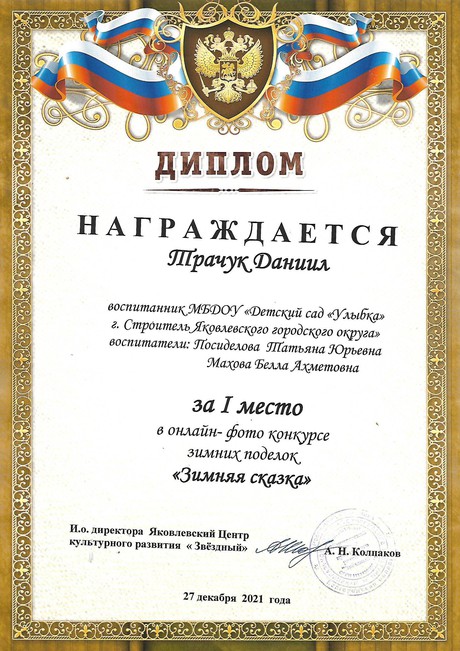 ДИПЛОМ
НАГРАЖДАЕТСЯ
Трачук Даниил
воспитанник МБДОУ «Детский сад «Улыбка»
г. Строитель Яковлевского городского округа»
воспитатели: Посиделова Татьяна Юрьевна
Махова Белла Ахметовна
за I место
в онлайн- фото конкурсе
зимних поделок
«Зимняя сказка»
И.о. директора Яковлевский Центр
культурного развития « Звёздный»
А. Н. Колпаков
27 декабря 2021 года